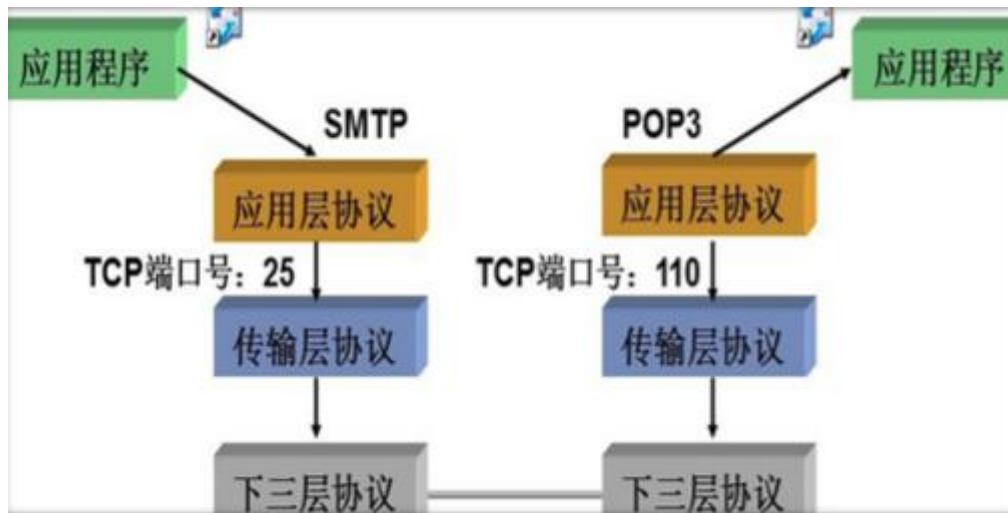 应用程序
应用程序
SMTP
POP3
应用层协议
应用层协议
TCP端口号：25
TCP端口号：110
传输层协议
传输层协议
下三层协议
下三层协议